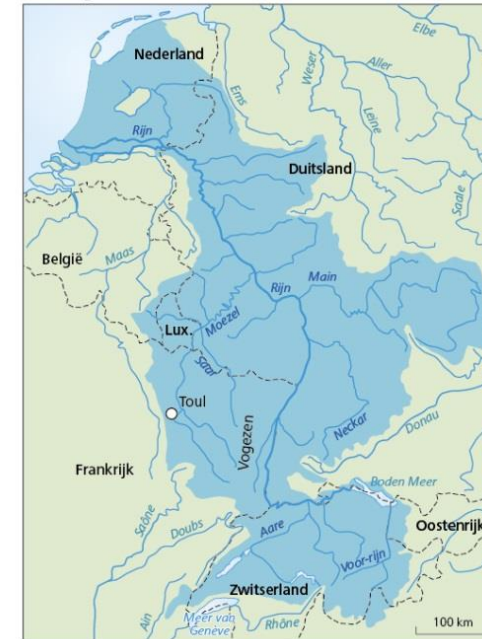 Nederland
Elbe
Weser
Aller
Ems
Leine
Rijn
Duitsland
Saale
België
Maas
Rijn
Main
Lux.
Moezel
Saar
Toul
Vogezen
Neckar
Donau
Frankrijk
Boden Meer
Saône
Doubs
Aare
Oostenrijk
Voor-rijn
Zwitserland
Ain
Meer van
Genève
Rhône
100 km